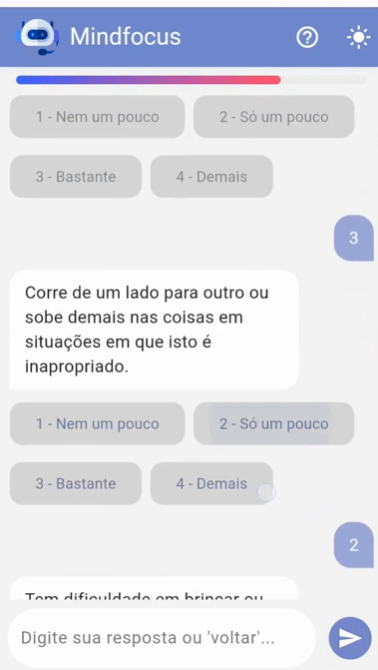 Mindfocus
1 - Nem um pouco
2 - Só um pouco
3 - Bastante
4 - Demais
3
Corre de um lado para outro ou
sobe demais nas coisas em
situações em que isto é
inapropriado.
1 - Nem um pouco
2 - Só um pouco
3 - Bastante
4 - Demais
2
Tem dificuldade em brincar ou
Digite sua resposta ou 'voltar'...